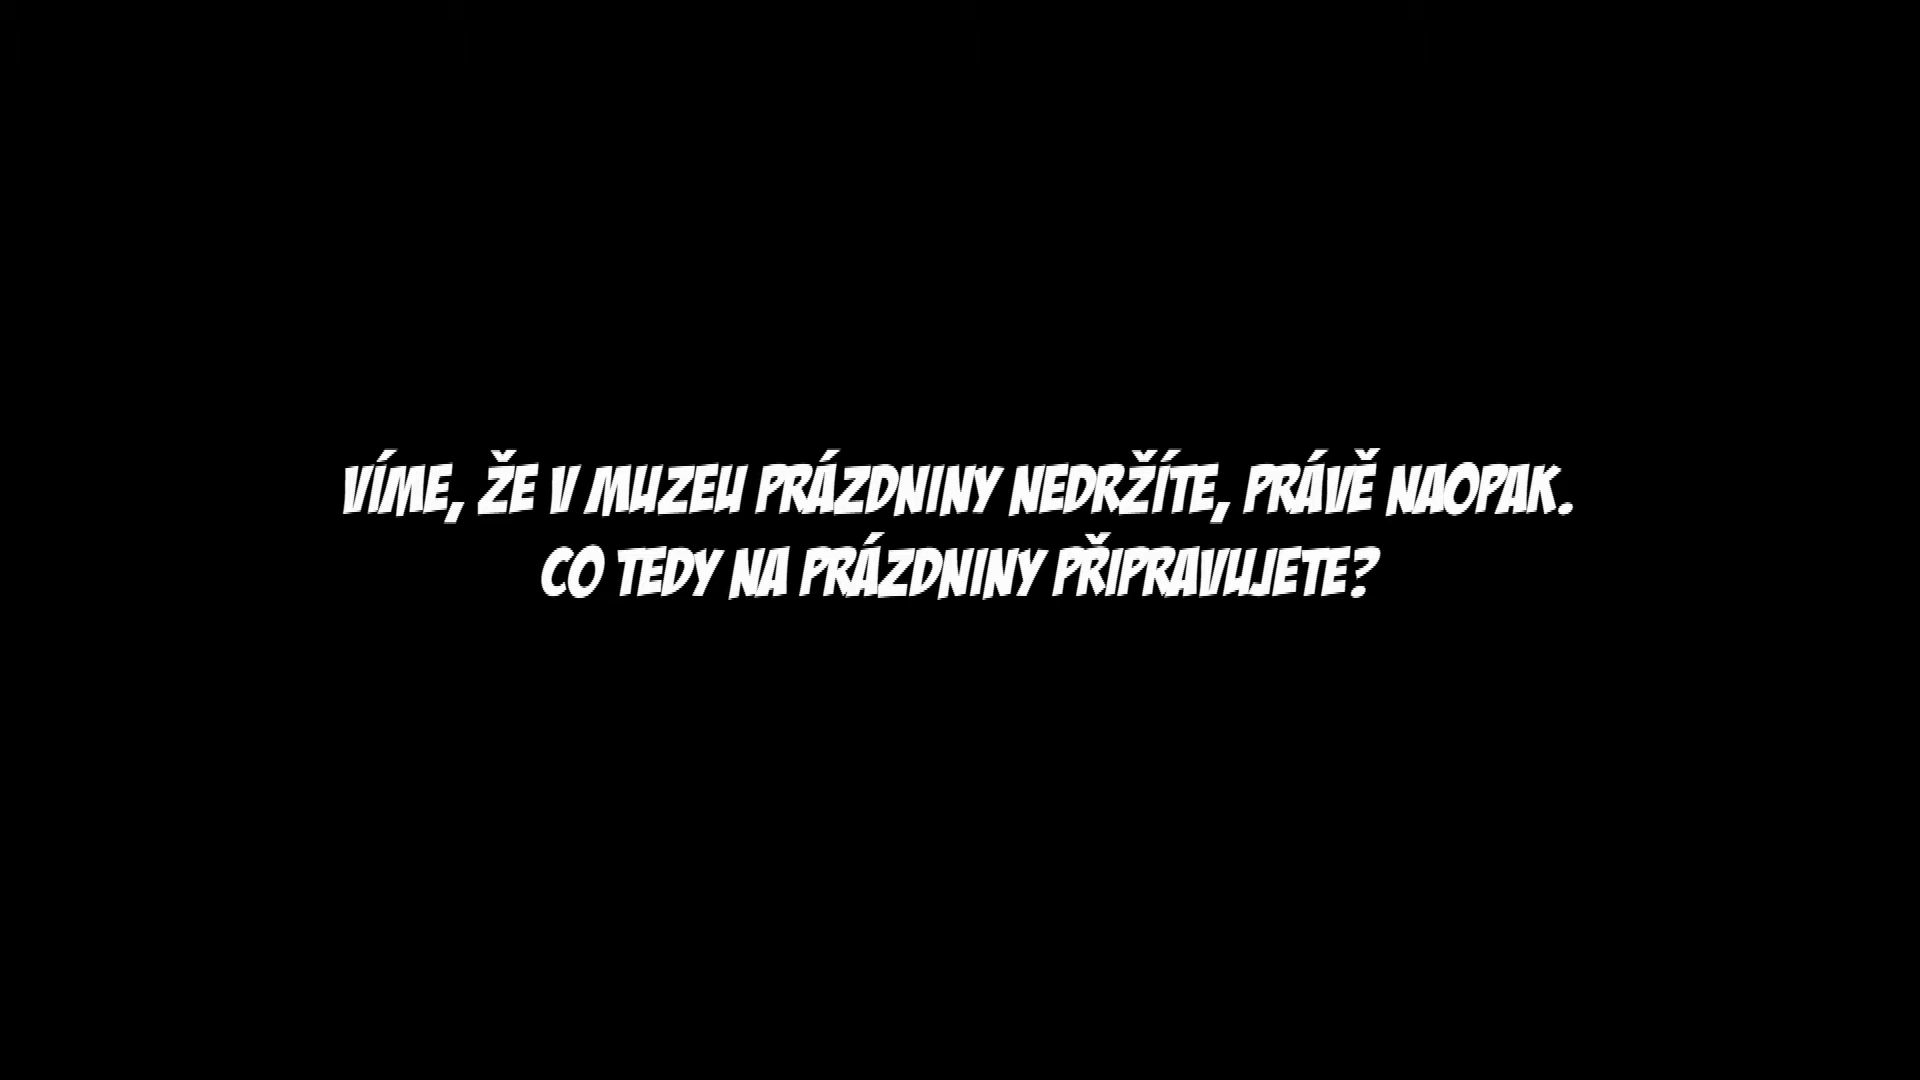 VÍME, ŽE V MUZEU PRÁZDNINY NEDRŽÍTE, PRÁVĚ NAOPAK.
CO TEDY NA PRÁZDNINY PŘIPRAVUJETE?